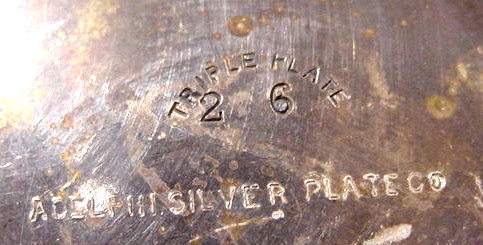 TRIPLE PLATE
2 6
ADELPHI SILVER PLATE CO